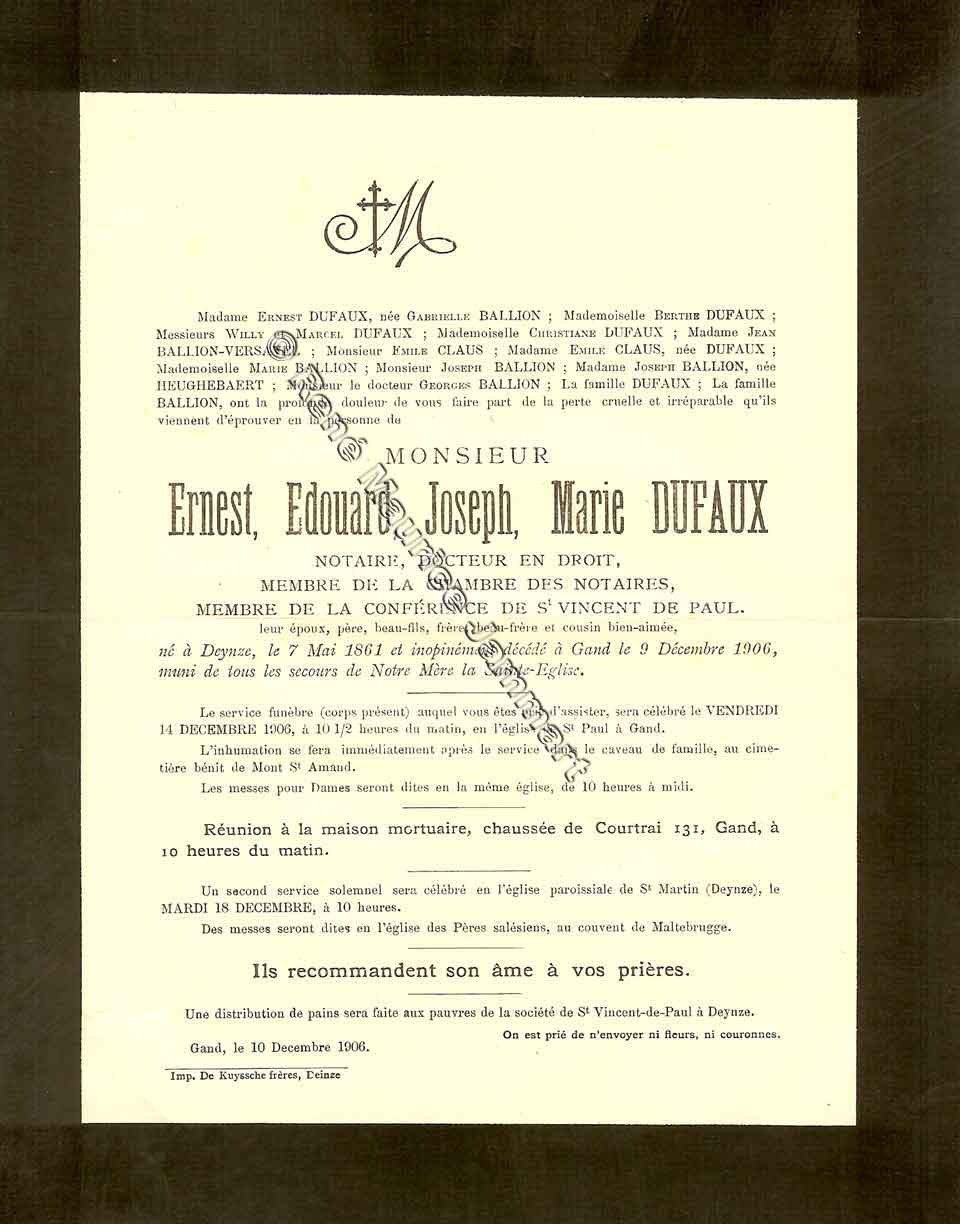 M
Madame ERNEST DUFAUX, née GABRIELLE BALLION ; Mademoiselle BERTHE DUFAUX ;
Messieurs WILLY et MARCEL DUFAUX ; Mademoiselle CHRISTIANE DUFAUX ; Madame JEAN
BALLION-VERSAVEL ; Monsieur EMILE CLAUS ; Madame EMILE CLAUS, née DUFAUX ;
Mademoiselle MARIE BALLION ; Monsieur JOSEPH BALLION ; Madame JOSEPH BALLION, née
HEUGHEBAERT ; Monsieur le docteur GEORGES BALLION ; La famille DUFAUX ; La famille
BALLION, ont la profonde douleur de vous faire part de la perte cruelle et irréparable qu'ils
viennent d'éprouver en la personne de
MONSIEUR
Ernest, Edouard, Joseph, Marie DUFAUX
NOTAIRE, DOCTEUR EN DROIT,
MEMBRE DE LA CHAMBRE DES NOTAIRES,
MEMBRE DE LA CONFÉRENCE DE St VINCENT DE PAUL.
leur époux, père, beau-fils, frère, beau-frère et cousin bien-aimée,
né à Deynze, le 7 Mai 1861 et inopinément décédé à Gand le 9 Décembre 1906,
muni de tous les secours de Notre Mère la Sainte-Eglise.
Le service funèbre (corps présent) auquel vous êtes prié d'assister, sera célébré le VENDREDI
14 DECEMBRE 1906, à 10 1/2 heures du matin, en l'église de St Paul à Gand.
L'inhumation se fera immédiatement après le service dans le caveau de famille, au cime-
tière bénit de Mont St Amand.
Les messes pour Dames seront dites en la même église, de 10 heures à midi.
Réunion à la maison mortuaire, chaussée de Courtrai 131, Gand, à
10 heures du matin.
Un second service solemnel sera célébré en l'église paroissiale de St Martin (Deynze), le
MARDI 18 DECEMBRE, à 10 heures.
Des messes seront dites en l'église des Pères salésiens, au couvent de Maltebrugge.
Ils recommandent son âme à vos prières.
Une distribution de pains sera faite aux pauvres de la société de St Vincent-de-Paul à Deynze.
On est prié de n'envoyer ni fleurs, ni couronnes.
Gand, le 10 Decembre 1906.
Imp. De Kuyssche frères, Deinze
© René Maurice Jammart.